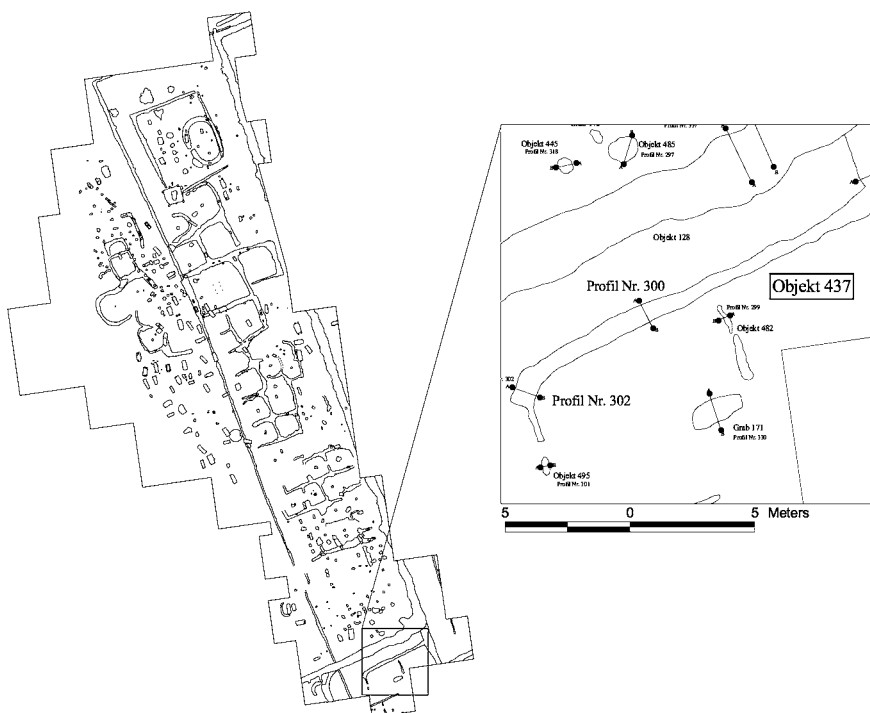 Objekt 445
Profil Nr. 318
Objekt 485
Profil Nr. 297
Objekt 128
Profil Nr. 300
Objekt 437
Profil Nr. 299
Objekt 482
302
Profil Nr. 302
Grab 171
Profil Nr. 330
Objekt 495
Profil Nr. 301
5 0 5 Meters